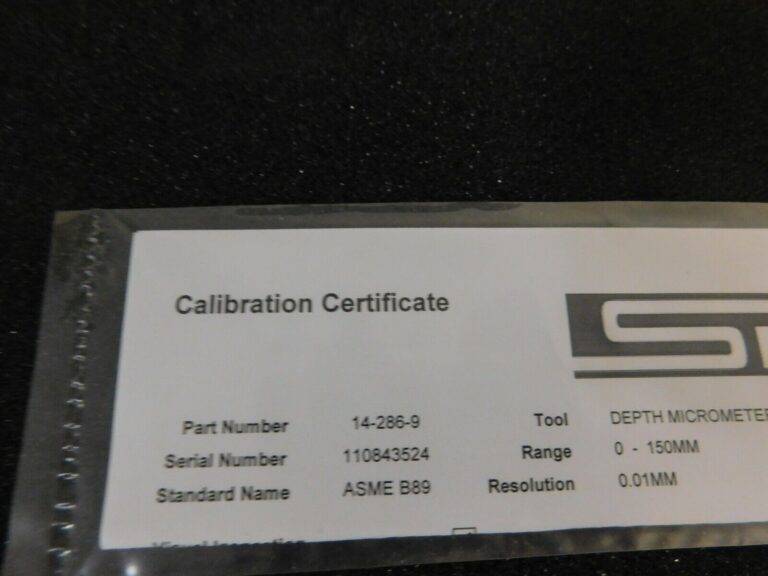 Calibration Certificate
Part Number 14-286-9 Tool DEPTH MICROMETER
Serial Number 110843524 Range 0 - 150MM
Standard Name ASME B89 Resolution 0.01MM